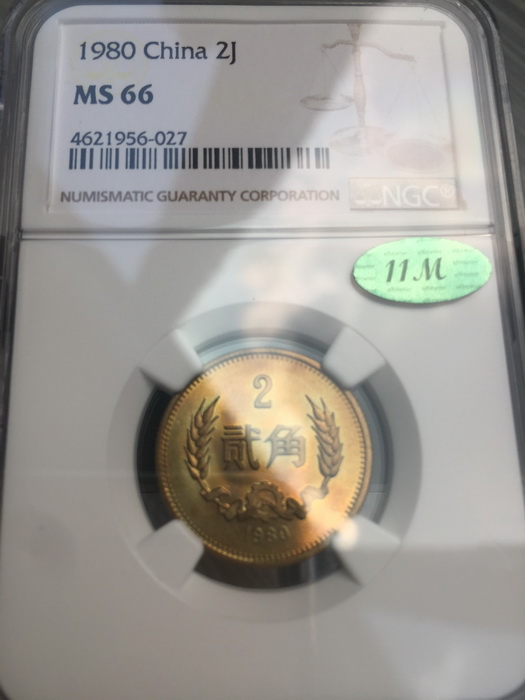 1980 China 2J
MS 66
4621956-027
NUMISMATIC GUARANTY CORPORATION
NGC®
11M
2
贰角
1980